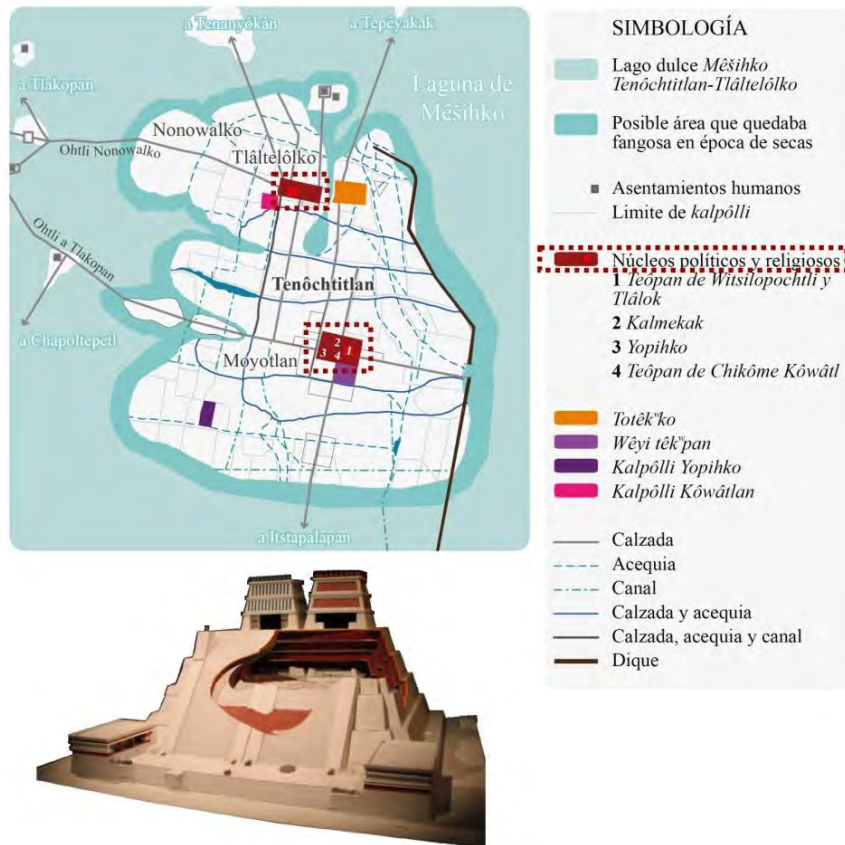 a Tenanyôkân
a Tepêyakák
a Tlakopan
Laguna de
Mêšihko
Nonowalko
Ohtli Nonowalko
Tlâltelôlko
Ohtli a Tlakopan
Tenôchtitlan
a Chapoltepêtl
Moyotlan
2
1
3
4
a Itstapalápan
SIMBOLOGÍA
Lago dulce Mêšihko
Tenôchtitlan-Tlâltelôlko
Posible área que quedaba
fangosa en época de secas
Asentamientos humanos
Limite de kalpôlli
Núcleos políticos y religiosos
1 Teôpan de Witsilopochtli y
Tlâlok
2 Kalmekak
3 Yopihko
4 Teôpan de Chikôme Kôwâtl
Totêkʷko
Wêyi têkʷpan
Kalpôlli Yopihko
Kalpôlli Kôwâtlan
Calzada
Acequia
Canal
Calzada y acequia
Calzada, acequia y canal
Dique